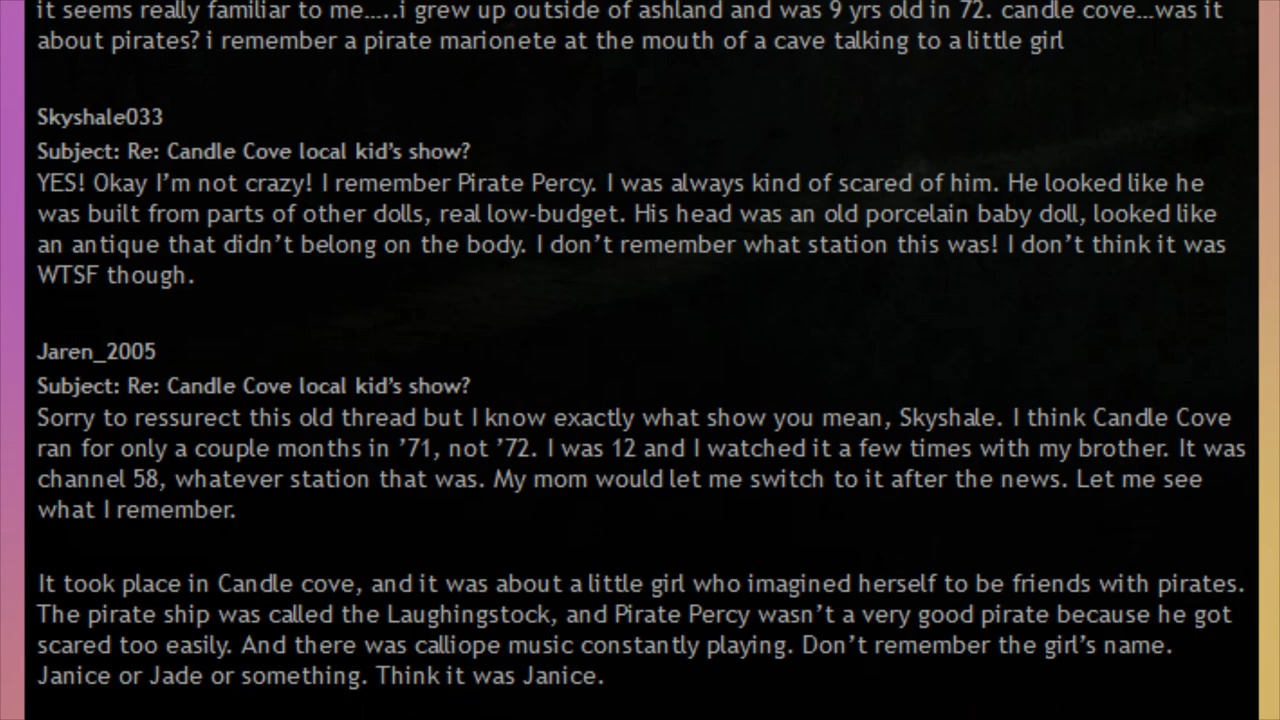 it seems really familiar to me.....i grew up outside of ashland and was 9 yrs old in 72. candle cove...was it
about pirates? i remember a pirate marionete at the mouth of a cave talking to a little girl
Skyshale033
Subject: Re: Candle Cove local kid's show?
YES! Okay I'm not crazy! I remember Pirate Percy. I was always kind of scared of him. He looked like he
was built from parts of other dolls, real low-budget. His head was an old porcelain baby doll, looked like
an antique that didn't belong on the body. I don't remember what station this was! I don't think it was
WTSF though.
Jaren_2005
Subject: Re: Candle Cove local kid's show?
Sorry to ressurect this old thread but I know exactly what show you mean, Skyshale. I think Candle Cove
ran for only a couple months in '71, not '72. I was 12 and I watched it a few times with my brother. It was
channel 58, whatever station that was. My mom would let me switch to it after the news. Let me see
what I remember.
It took place in Candle cove, and it was about a little girl who imagined herself to be friends with pirates.
The pirate ship was called the Laughingstock, and Pirate Percy wasn't a very good pirate because he got
scared too easily. And there was calliope music constantly playing. Don't remember the girl's name.
Janice or Jade or something. Think it was Janice.